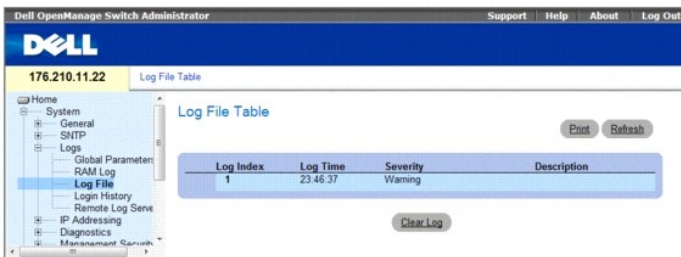 Dell OpenManage Switch Administrator
Support Help About Log Out
DELL
176.210.11.22
Log File Table
Home
System
General
SNTP
Logs
Global Parameters
RAM Log
Log File
Login History
Remote Log Serve
IP Addressing
Diagnostics
Management Security
Log File Table
Print Refresh
Log Index Log Time Severity Description
1 23:46:37 Warning
Clear Log